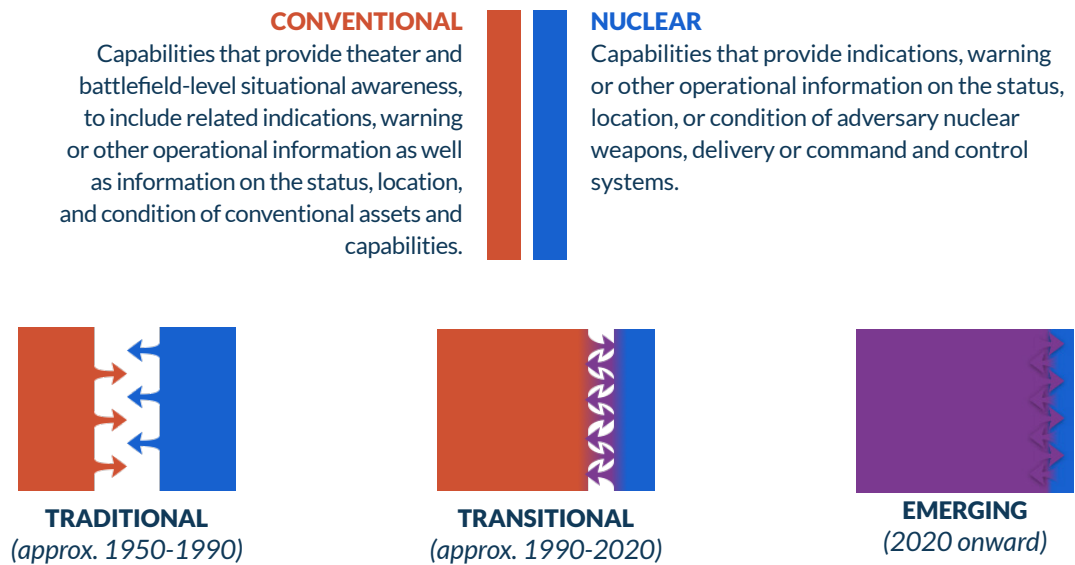 CONVENTIONAL
Capabilities that provide theater and
battlefield-level situational awareness,
to include related indications, warning
or other operational information as well
as information on the status, location,
and condition of conventional assets and
capabilities.
NUCLEAR
Capabilities that provide indications, warning
or other operational information on the status,
location, or condition of adversary nuclear
weapons, delivery or command and control
systems.
TRADITIONAL
(approx. 1950-1990)
TRANSITIONAL
(approx. 1990-2020)
EMERGING
(2020 onward)